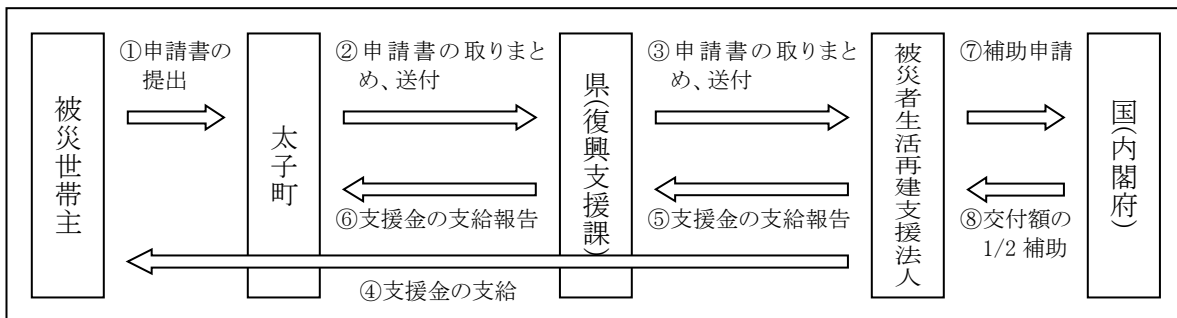 被災世帯主
①申請書の
提出
太子町
②申請書の取りまと
め、送付
県(復興支援課)
③申請書の取りまと
め、送付
被災者生活再建支援法人
⑦補助申請
国(内閣府)
⑥支援金の支給報告
⑤支援金の支給報告
⑧交付額の
1/2 補助
④支援金の支給